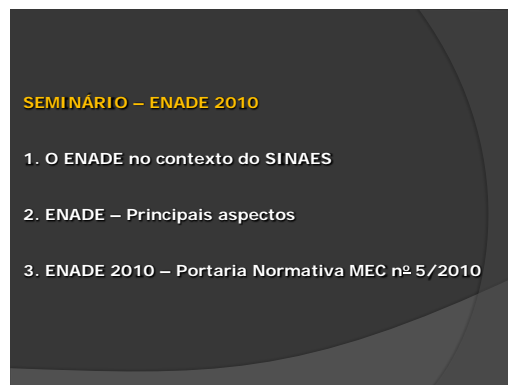 SEMINÁRIO – ENADE 2010
1. O ENADE no contexto do SINAES
2. ENADE – Principais aspectos
3. ENADE 2010 – Portaria Normativa MEC nº 5/2010